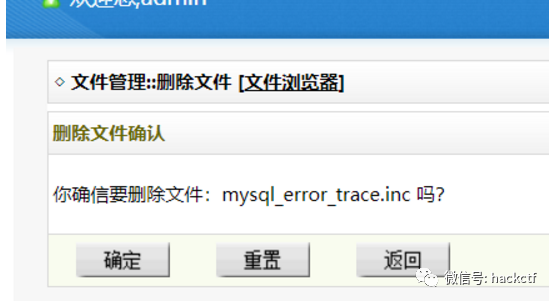 欢迎您,admin
◇ 文件管理::删除文件 [文件浏览器]
删除文件确认
你确信要删除文件：mysql_error_trace.inc 吗?
确定 重置 返回
微信号: hackctf